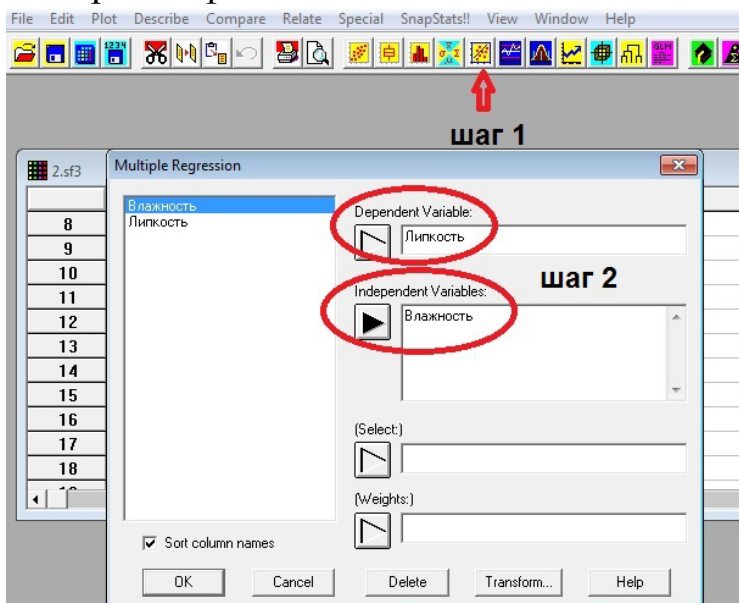 File Edit Plot Describe Compare Relate Special SnapStats!! View Window Help
1234
GLM
шаг 1
2.sf3
Multiple Regression
Влажность
Липкость
Dependent Variable:
Липкость
шаг 2
Independent Variables:
Влажность
(Select:)
(Weights:)
Sort column names
OK Cancel Delete Transform... Help
8
9
10
11
12
13
14
15
16
17
18